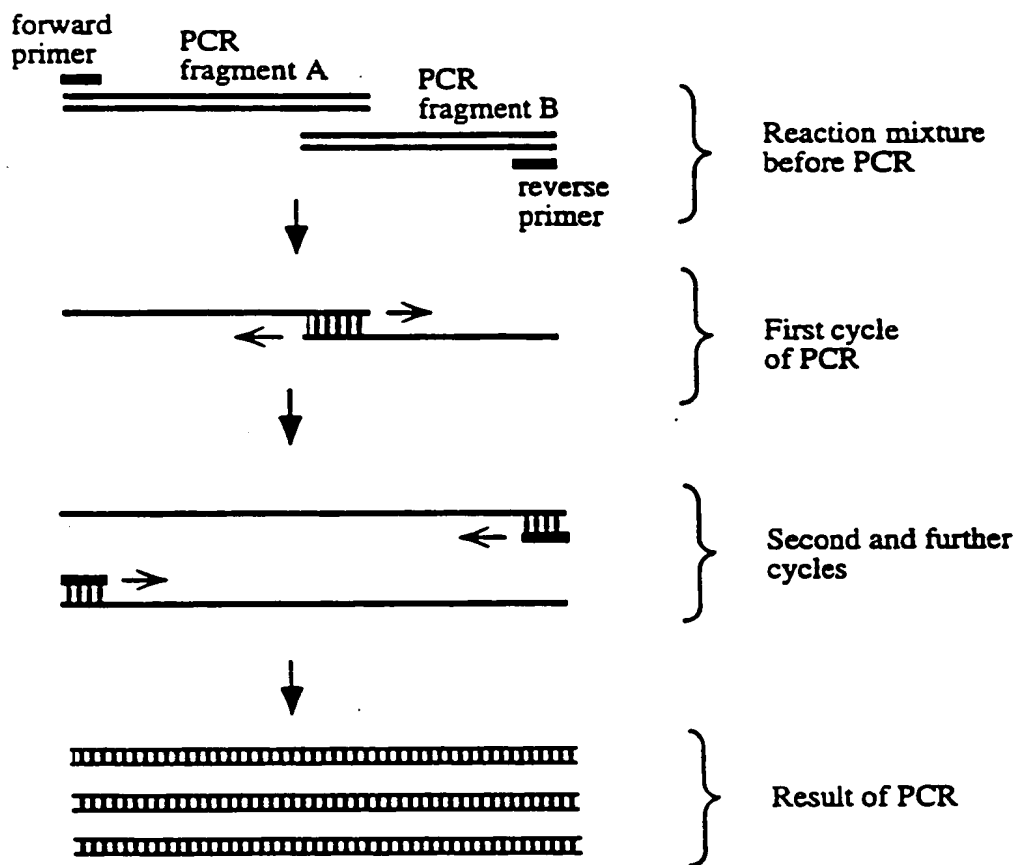 forward
primer
PCR
fragment A
PCR
fragment B
Reaction mixture
before PCR
reverse
primer
First cycle
of PCR
Second and further
cycles
Result of PCR